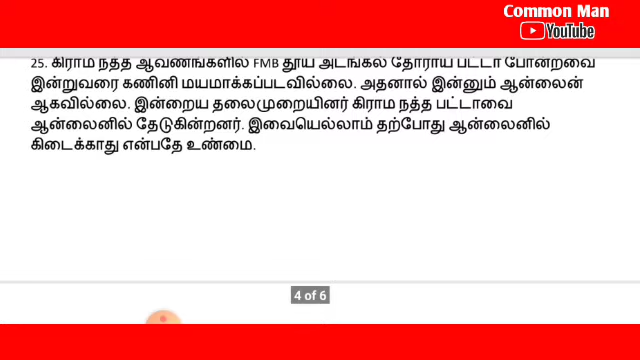 Common Man
YouTube
25. கிராம நத்த ஆவணங்களில் FMB தூய அடங்கல் தோராய பட்டா போன்றவை
இன்றுவரை கணினி மயமாக்கப்படவில்லை. அதனால் இன்னும் ஆன்லைன்
ஆகவில்லை. இன்றைய தலைமுறையினர் கிராம நத்த பட்டாவை
ஆன்லைனில் தேடுகின்றனர். இவையெல்லாம் தற்போது ஆன்லைனில்
கிடைக்காது என்பதே உண்மை.
4 of 6